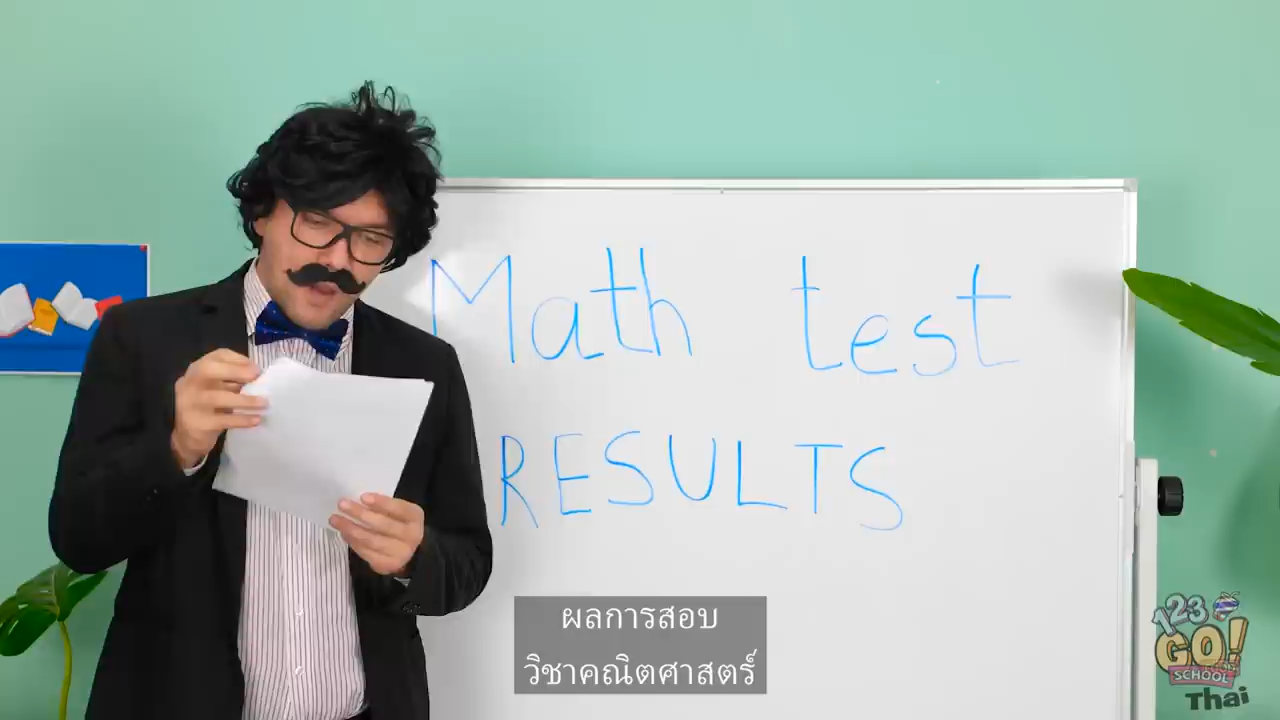 Math test
RESULTS
ผลการสอบ
วิชาคณิตศาสตร์
123
GO!
SCHOOL
Thai